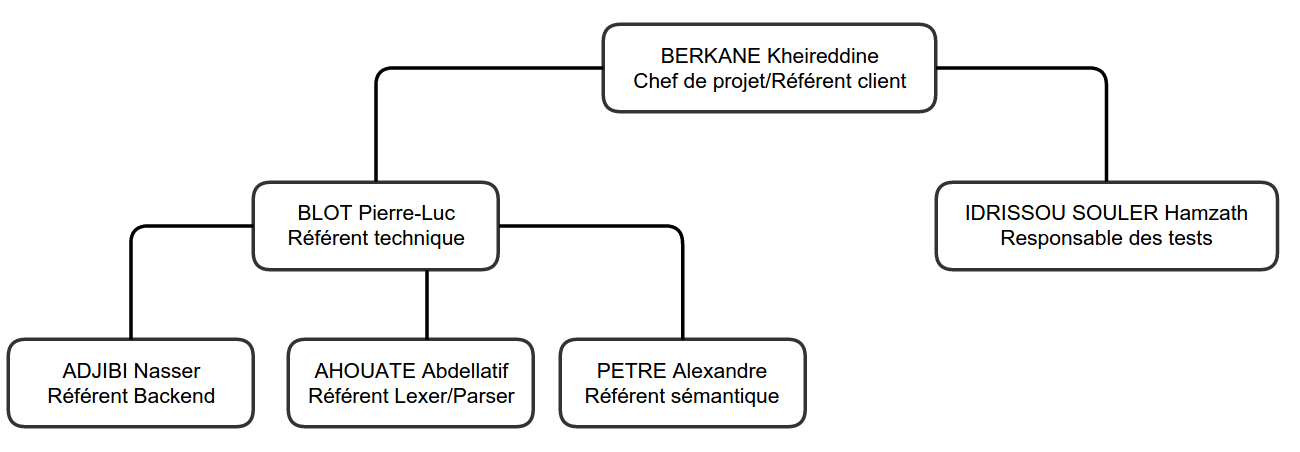 BERKANE Kheireddine
Chef de projet/Référent client
BLOT Pierre-Luc
Référent technique
IDRISSOU SOULER Hamzath
Responsable des tests
ADJIBI Nasser
Référent Backend
AHOUATE Abdellatif
Référent Lexer/Parser
PETRE Alexandre
Référent sémantique